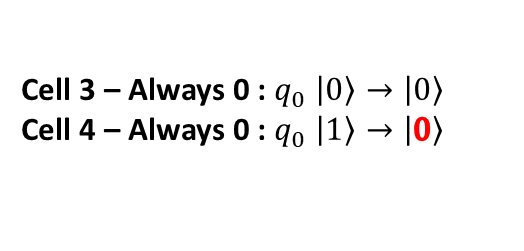 Cell 3 – Always 0 : q₀ |0⟩ → |0⟩
Cell 4 – Always 0 : q₀ |1⟩ → |0⟩